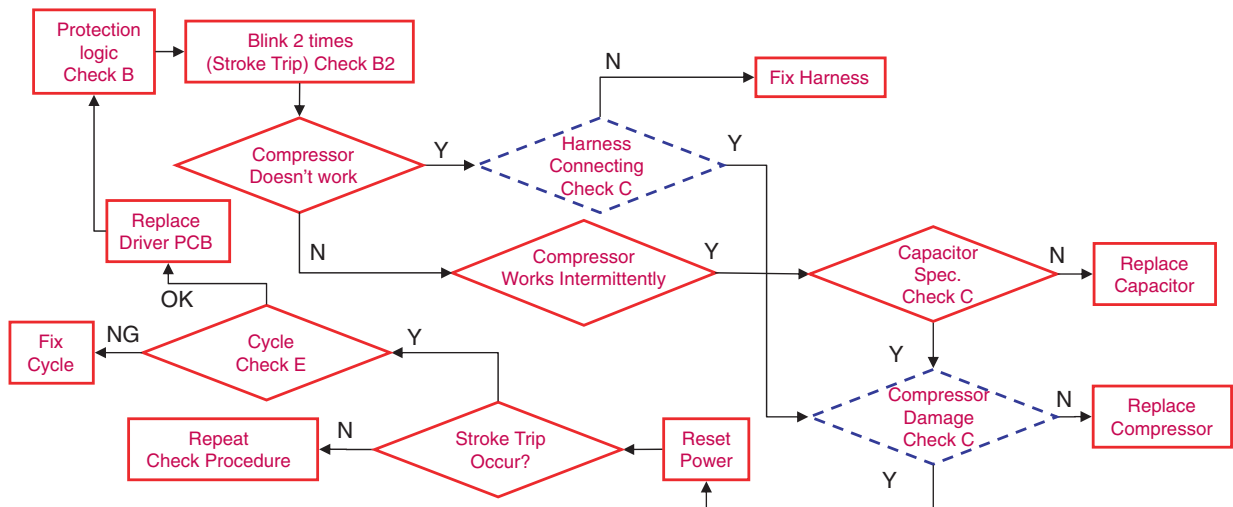 Protection
logic
Check B
Blink 2 times
(Stroke Trip) Check B2
N
Fix Harness
Compressor
Doesn't work
Y
Harness
Connecting
Check C
Y
Replace
Driver PCB
N
Compressor
Works Intermittently
Y
Capacitor
Spec.
Check C
N
Replace
Capacitor
OK
Fix
Cycle
NG
Cycle
Check E
Y
Y
Compressor
Damage
Check C
N
Replace
Compressor
Repeat
Check Procedure
N
Stroke Trip
Occur?
Reset
Power
Y